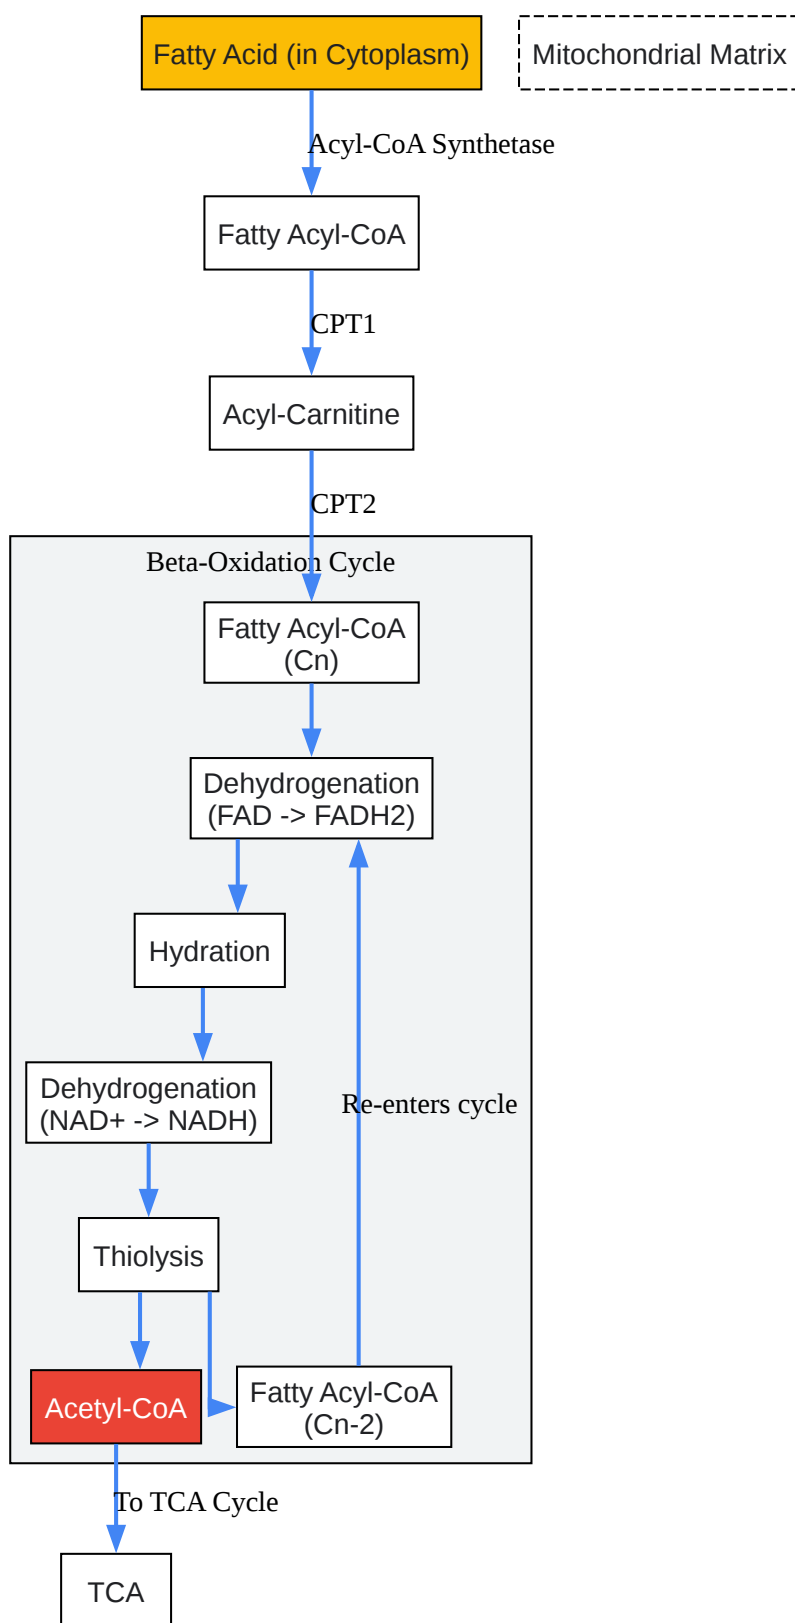 Fatty Acid (in Cytoplasm)
Mitochondrial Matrix
Acyl-CoA Synthetase
Fatty Acyl-CoA
CPT1
Acyl-Carnitine
CPT2
Beta-Oxidation Cycle
Fatty Acyl-CoA
(Cn)
Dehydrogenation
(FAD -> FADH2)
Hydration
Dehydrogenation
(NAD+ -> NADH)
Re-enters cycle
Thiolysis
Acetyl-CoA
Fatty Acyl-CoA
(Cn-2)
To TCA Cycle
TCA